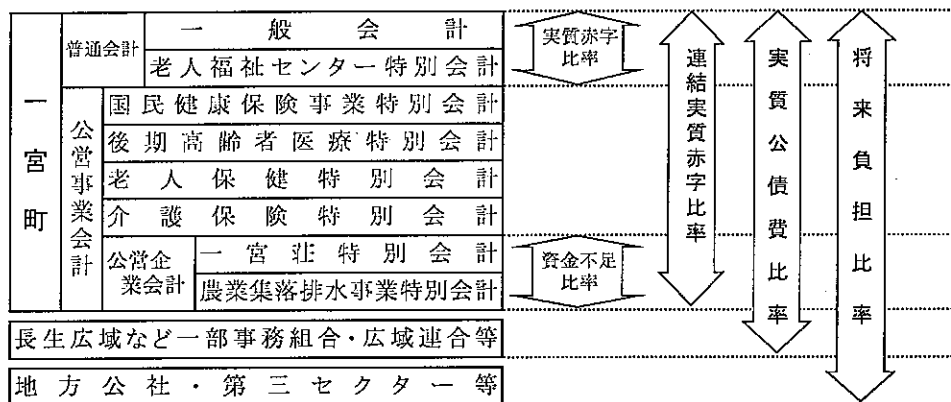 一宮町
普通会計
一般会計
老人福祉センター特別会計
公営事業会計
国民健康保険事業特別会計
後期高齢者医療特別会計
老人保健特別会計
介護保険特別会計
公営企
業会計
一宮荘特別会計
農業集落排水事業特別会計
長生広域など一部事務組合・広域連合等
地方公社・第三セクター等
実質赤字
比率
資金不足
比率
連結実質赤字比率
実質公債費比率
将来負担比率